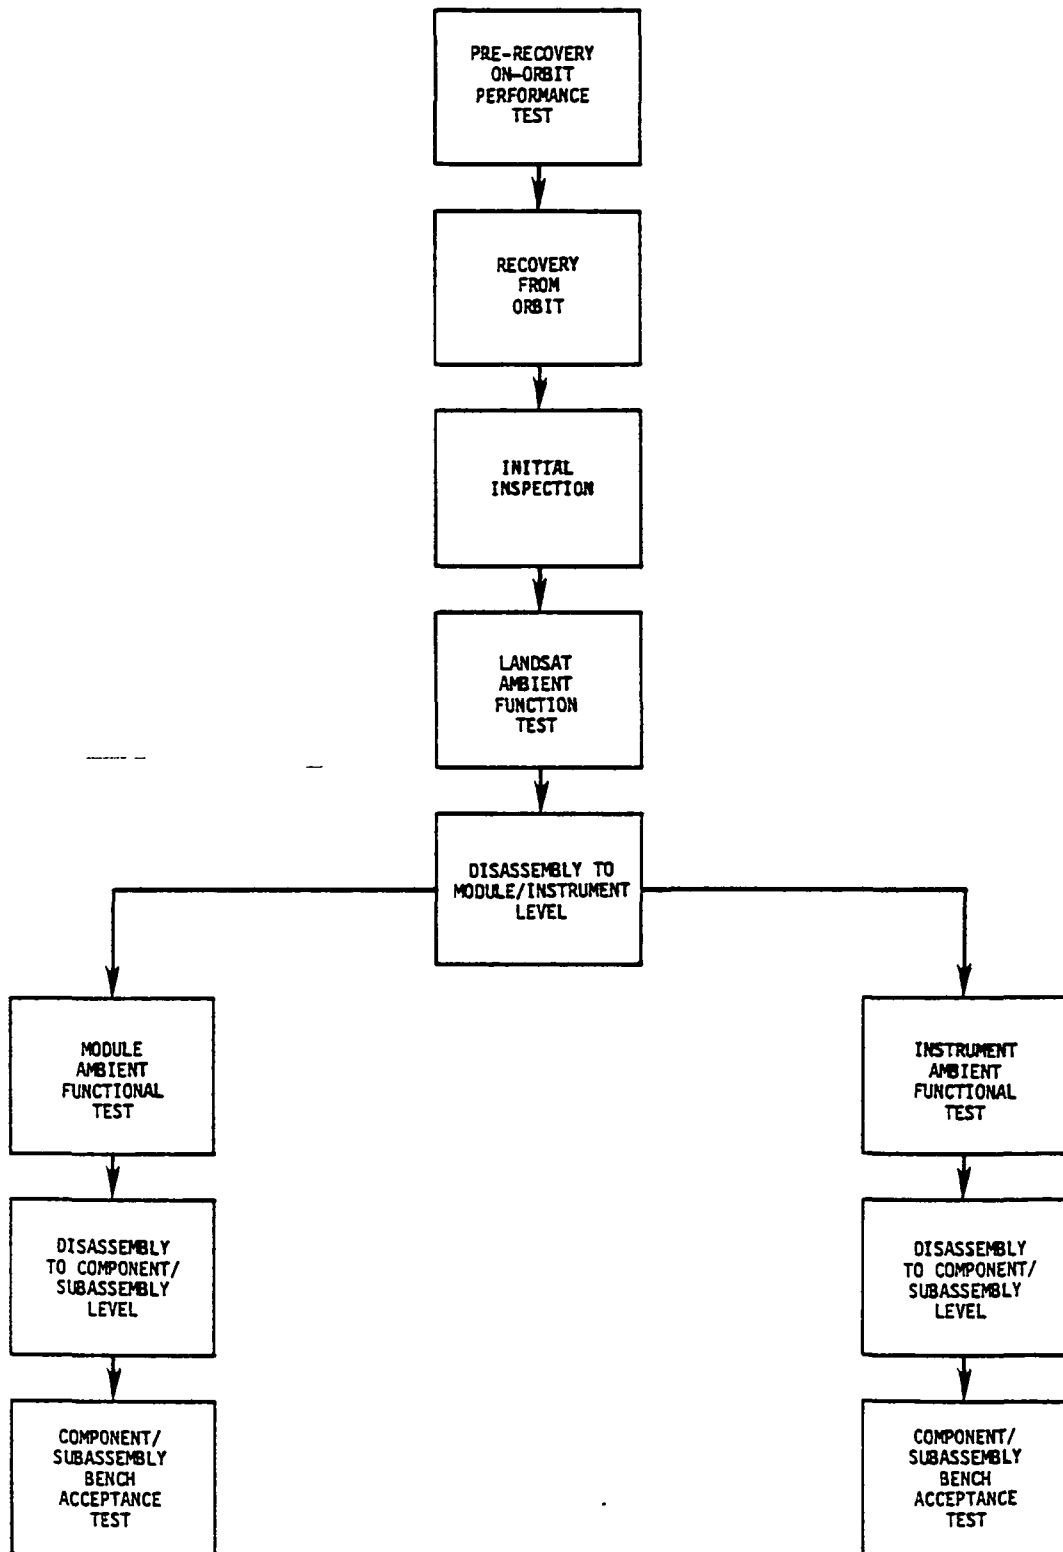 PRE-RECOVERY
ON-ORBIT
PERFORMANCE
TEST
RECOVERY
FROM
ORBIT
INITIAL
INSPECTION
LANDSAT
AMBIENT
FUNCTION
TEST
DISASSEMBLY TO
MODULE/INSTRUMENT
LEVEL
MODULE
AMBIENT
FUNCTIONAL
TEST
DISASSEMBLY
TO COMPONENT/
SUBASSEMBLY
LEVEL
COMPONENT/
SUBASSEMBLY
BENCH
ACCEPTANCE
TEST
INSTRUMENT
AMBIENT
FUNCTIONAL
TEST
DISASSEMBLY
TO COMPONENT/
SUBASSEMBLY
LEVEL
COMPONENT/
SUBASSEMBLY
BENCH
ACCEPTANCE
TEST